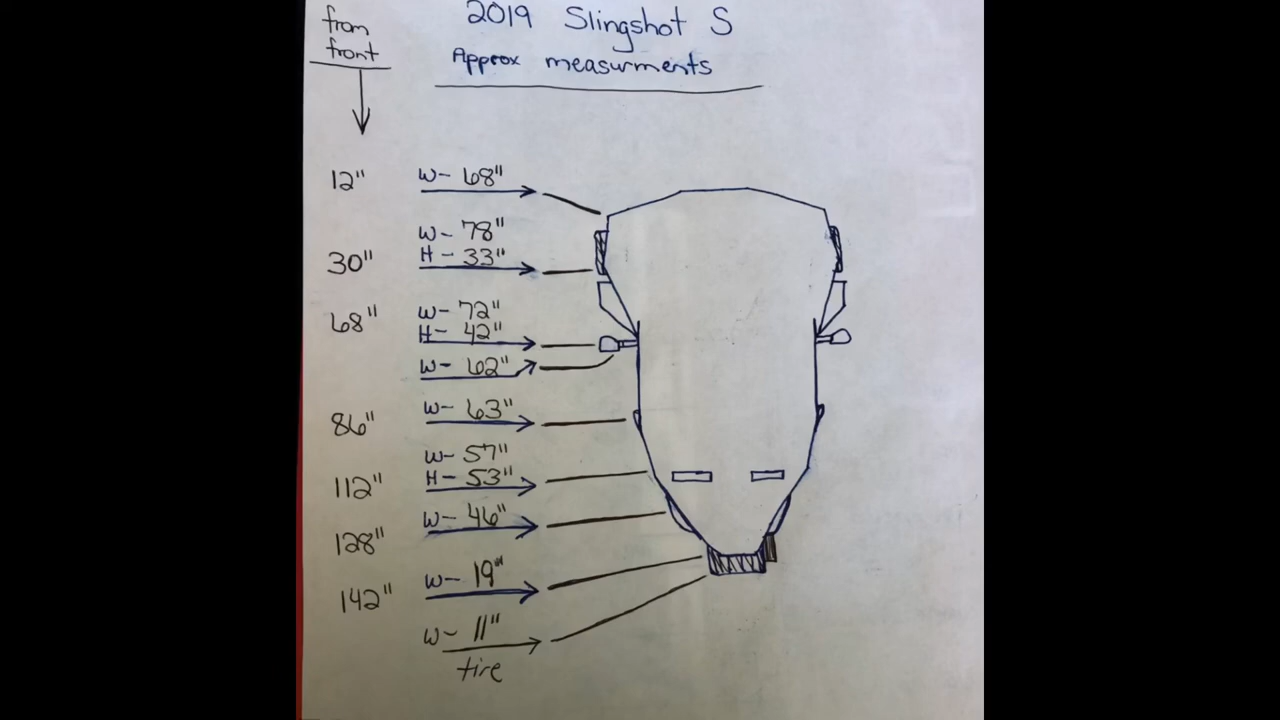 from
front
2019 Slingshot S
Approx measurments
12" W- 68"
W- 78"
30" H- 33"
68" W- 72"
H- 42"
W- 62"
86" W- 63"
W- 57"
112" H- 53"
128" W- 46"
142" W- 19"
W- 11"
tire